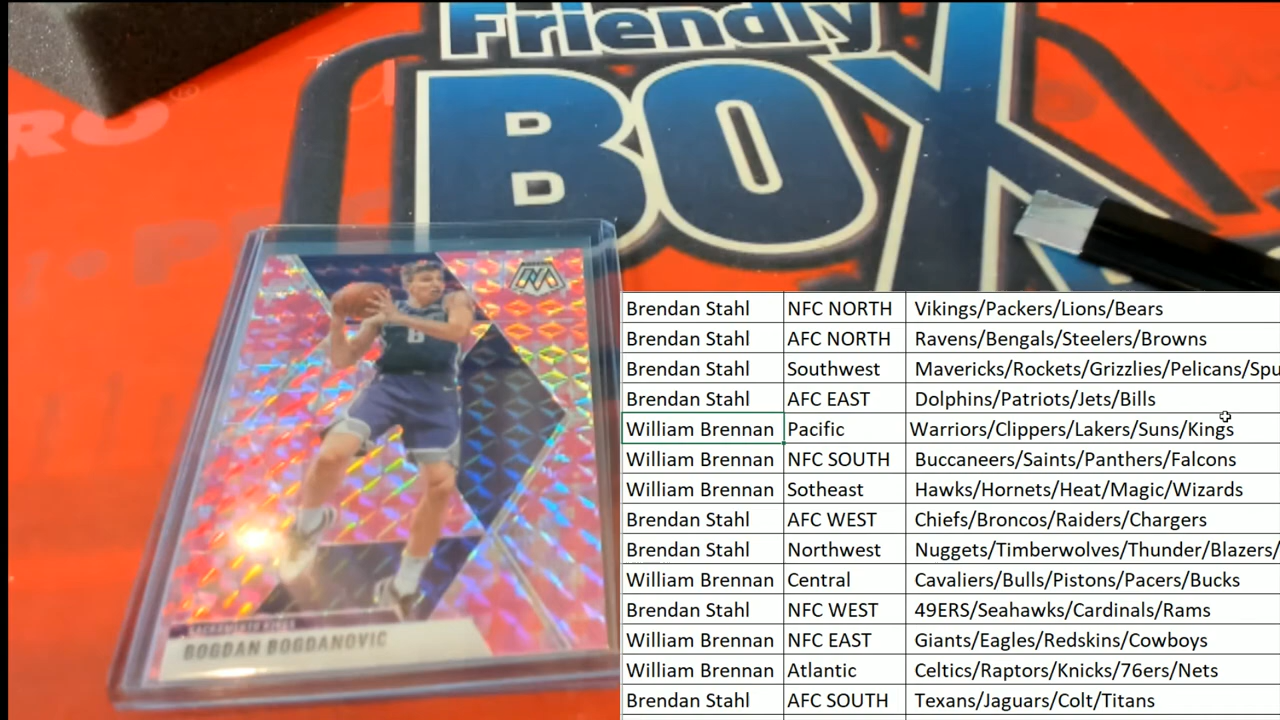 Friendly
BOX
RO
SACRAMENTO KINGS
BOGDAN BOGDANOVIC
8
Brendan Stahl NFC NORTH Vikings/Packers/Lions/Bears
Brendan Stahl AFC NORTH Ravens/Bengals/Steelers/Browns
Brendan Stahl Southwest Mavericks/Rockets/Grizzlies/Pelicans/Spu
Brendan Stahl AFC EAST Dolphins/Patriots/Jets/Bills
William Brennan Pacific Warriors/Clippers/Lakers/Suns/Kings
William Brennan NFC SOUTH Buccaneers/Saints/Panthers/Falcons
William Brennan Sotheast Hawks/Hornets/Heat/Magic/Wizards
Brendan Stahl AFC WEST Chiefs/Broncos/Raiders/Chargers
Brendan Stahl Northwest Nuggets/Timberwolves/Thunder/Blazers/
William Brennan Central Cavaliers/Bulls/Pistons/Pacers/Bucks
Brendan Stahl NFC WEST 49ERS/Seahawks/Cardinals/Rams
William Brennan NFC EAST Giants/Eagles/Redskins/Cowboys
William Brennan Atlantic Celtics/Raptors/Knicks/76ers/Nets
Brendan Stahl AFC SOUTH Texans/Jaguars/Colt/Titans